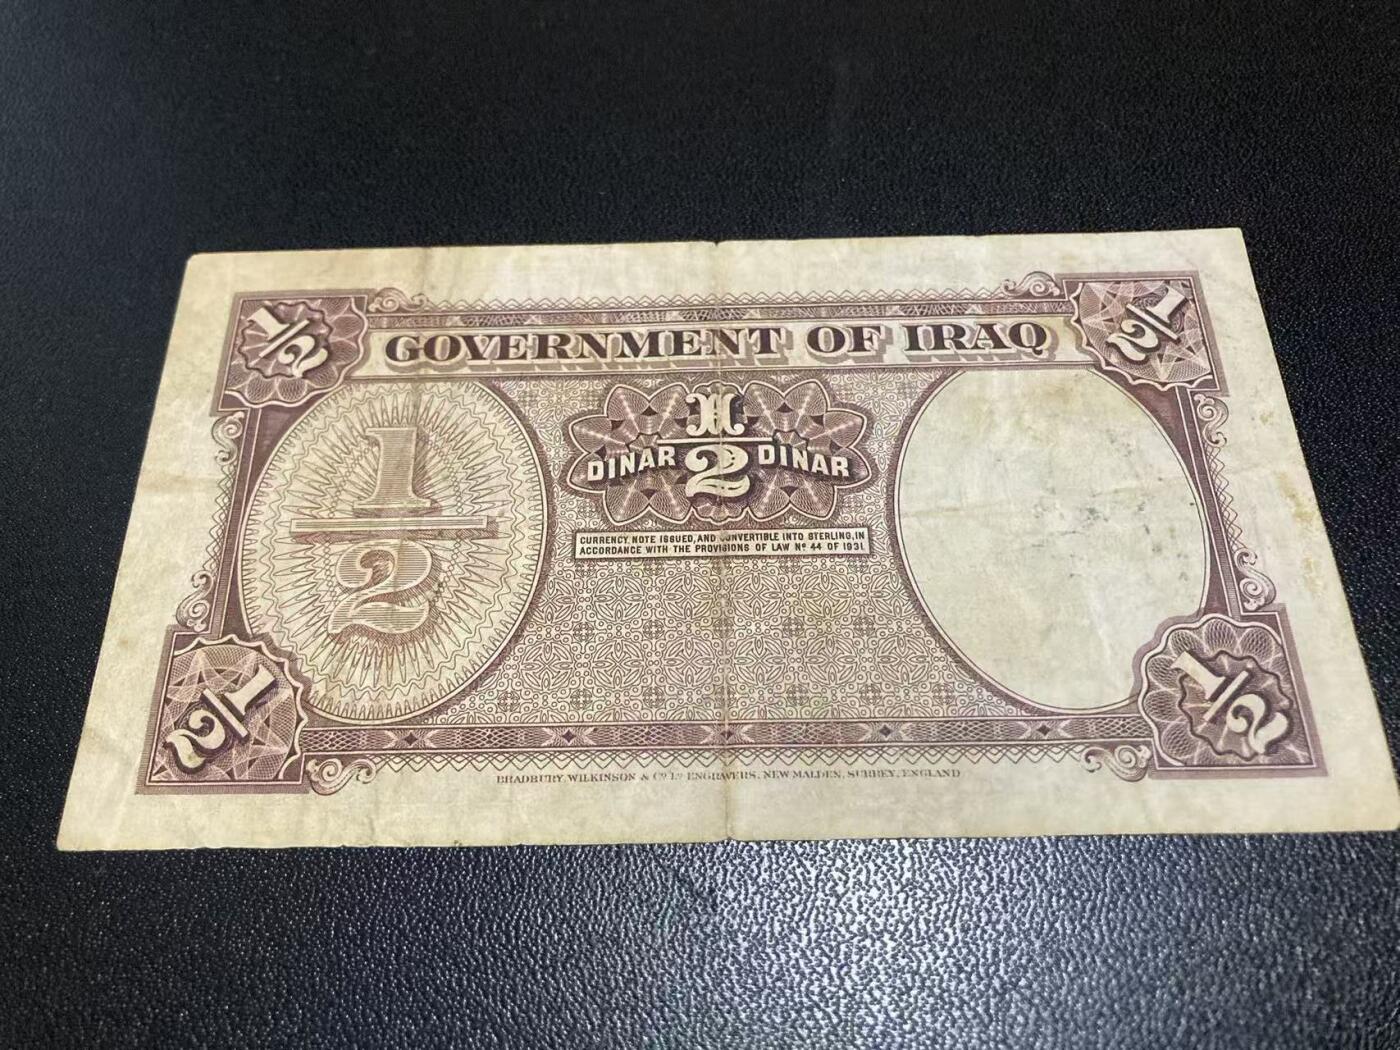 1/2
GOVERNMENT OF IRAQ
1/2
1/2
DINAR 1/2 DINAR
CURRENCY NOTE ISSUED, AND CONVERTIBLE INTO STERLING, IN
ACCORDANCE WITH THE PROVISIONS OF LAW Nº 44 OF 1931.
1/2
1/2
BRADBURY, WILKINSON & Cº Lᴰ ENGRAVERS, NEW MALDEN, SURREY, ENGLAND